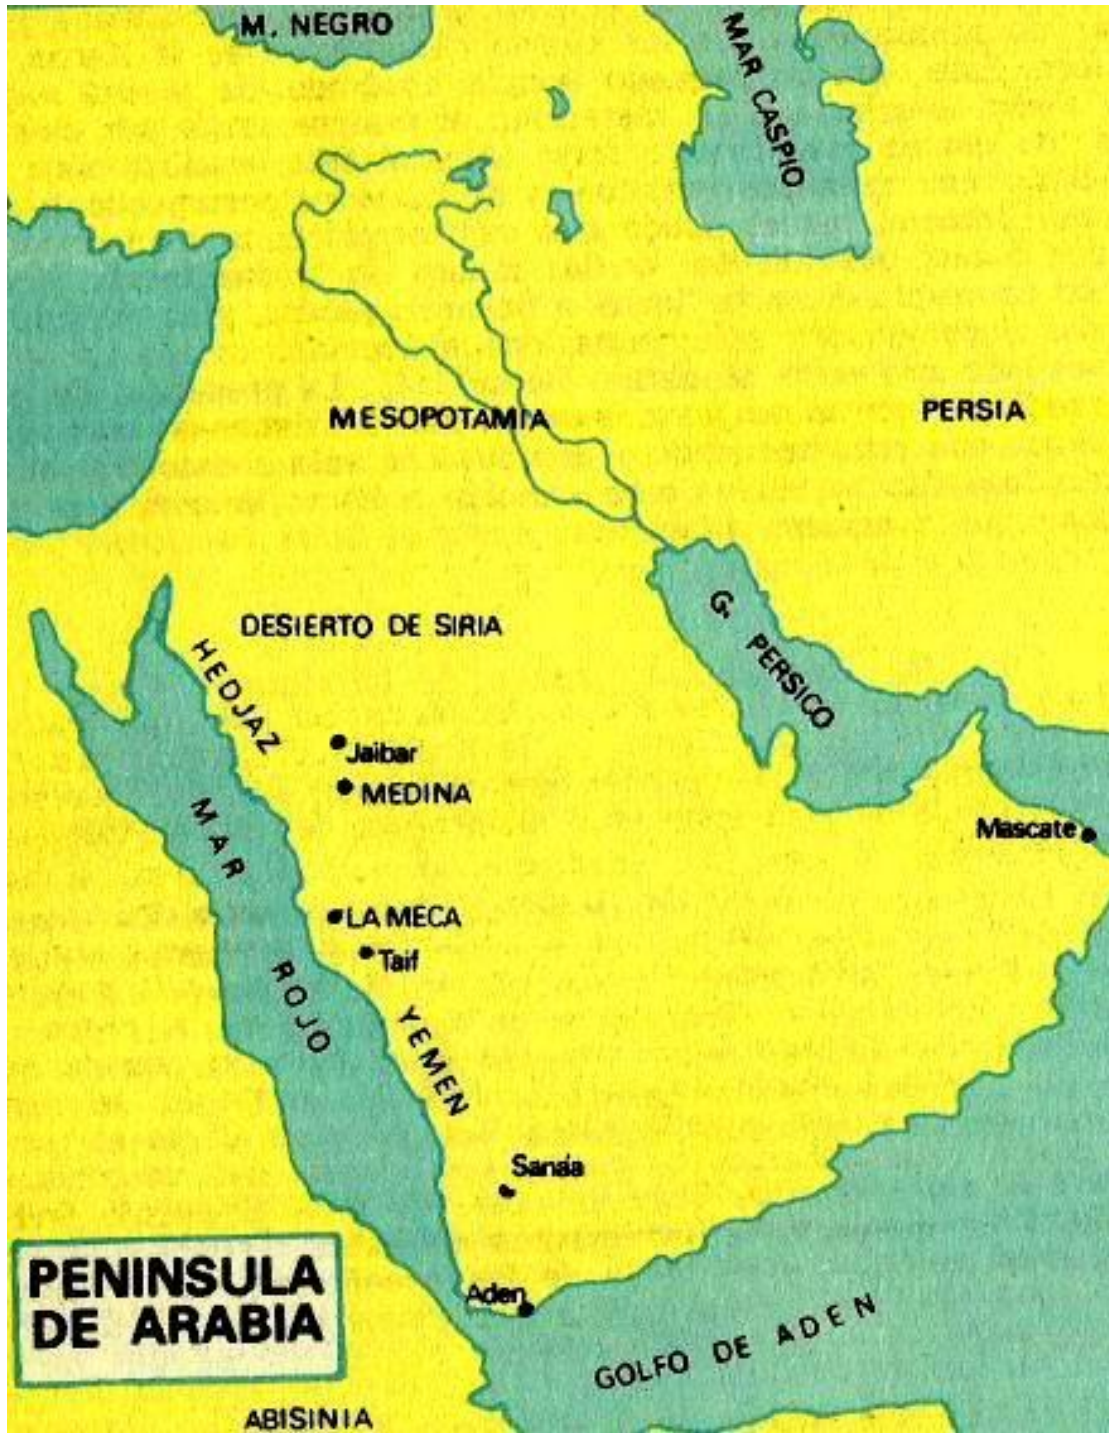 M. NEGRO
MAR CASPIO
MESOPOTAMIA
PERSIA
DESIERTO DE SIRIA
G. PERSICO
HEDJAZ
Jaibar
MEDINA
MAR ROJO
Mascate
LA MECA
Taif
YEMEN
Sanáa
Aden
PENINSULA
DE ARABIA
GOLFO DE ADEN
ABISINIA